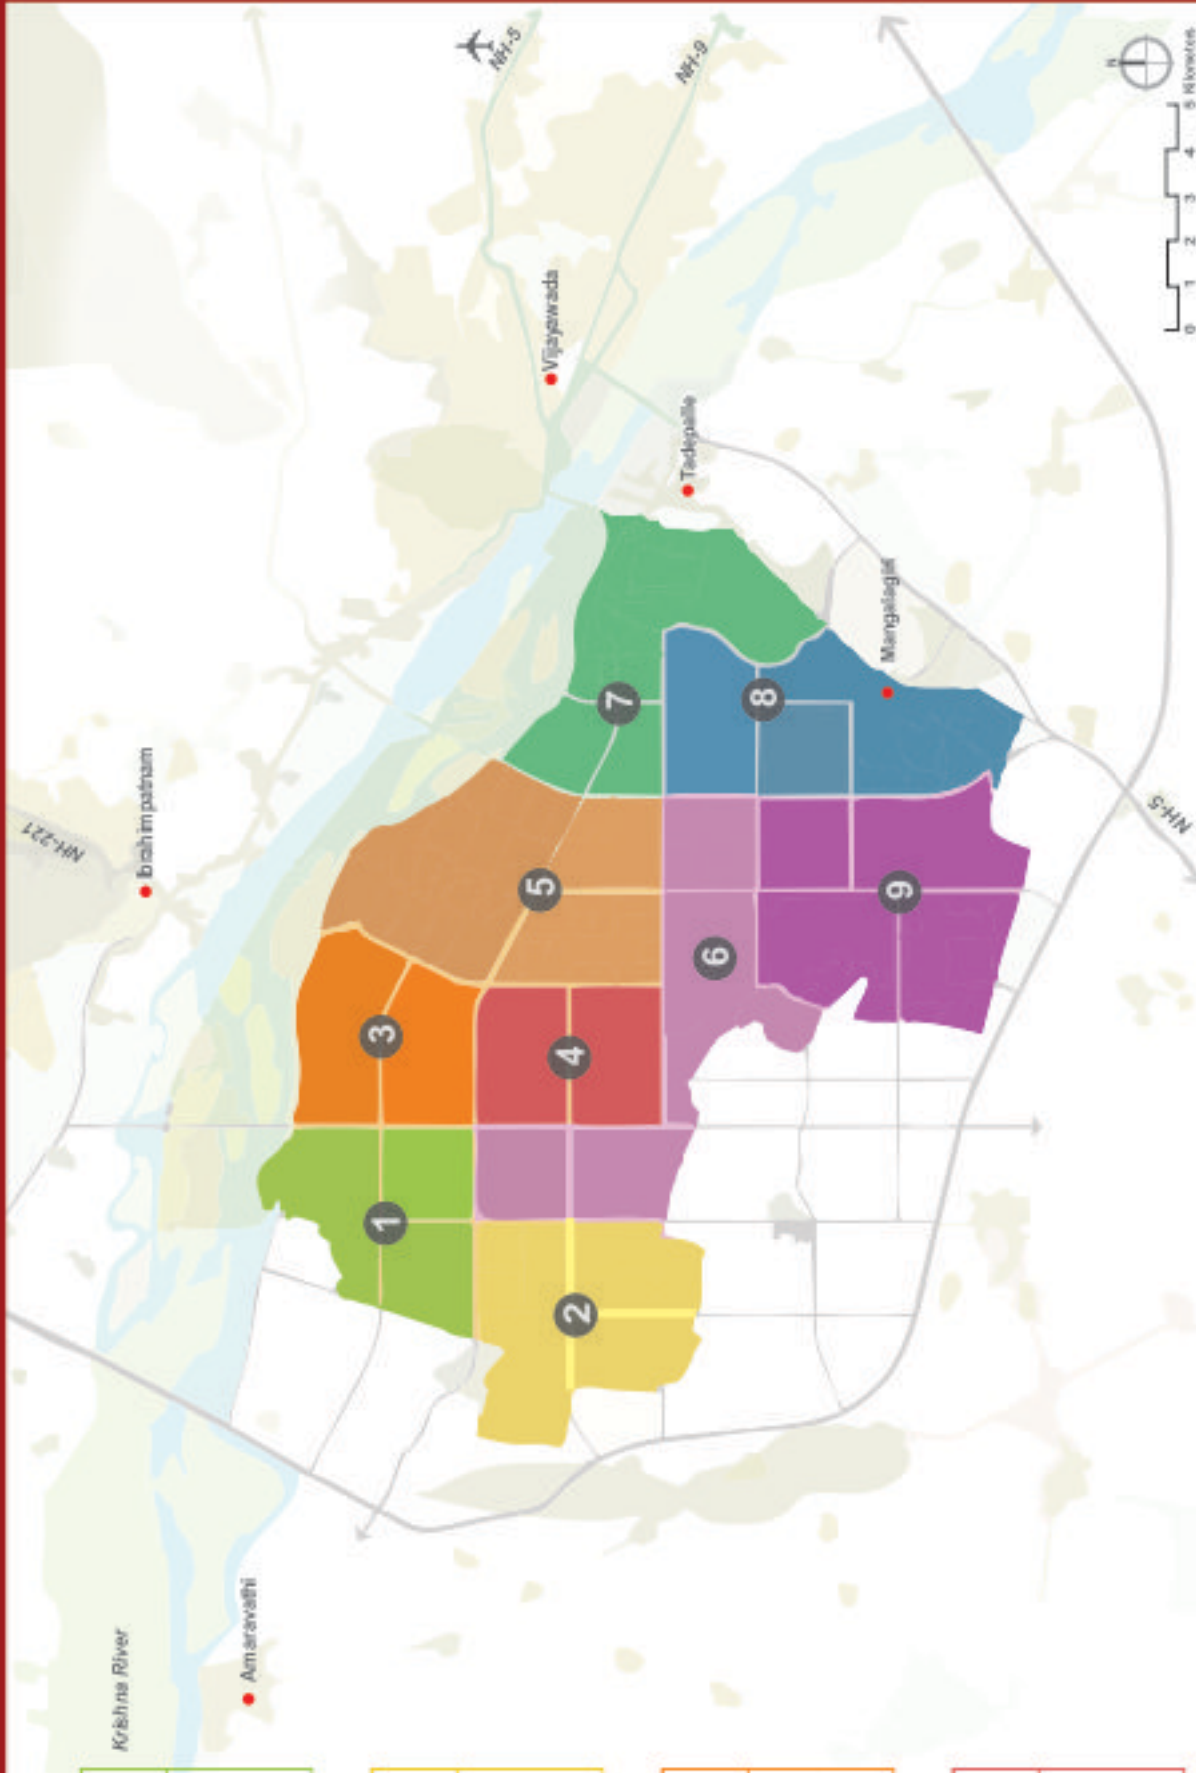 Krishna River
Amaravathi
Ibrahimpatnam
NH-221
NH-5
NH-9
Vijayawada
Tadepalle
Mangalagiri
NH-5
1
2
3
4
5
6
7
8
9
N
0 1 2 3 4 5 Kilometres